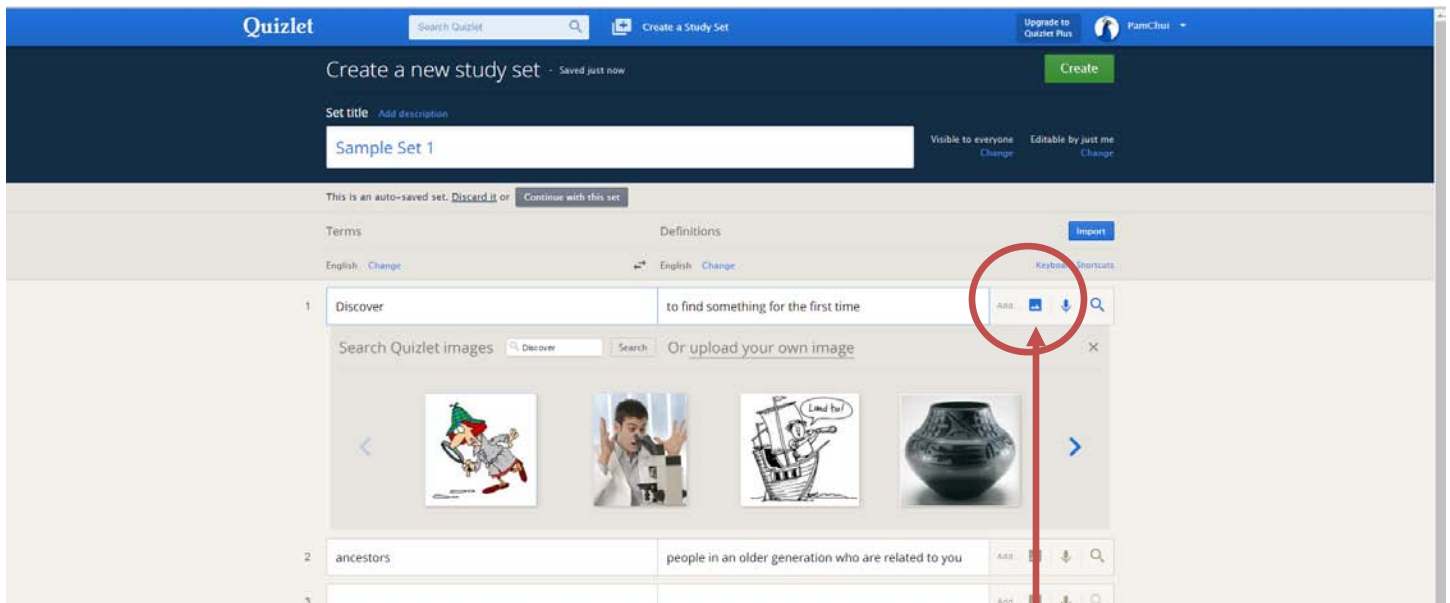 Quizlet Search Quizlet Create a Study Set Upgrade to Quizlet Plus PamChui
Create a new study set - Saved just now Create
Set title Add description
Sample Set 1
Visible to everyone Change
Editable by just me Change
This is an auto-saved set. Discard it or Continue with this set
Terms Definitions Import
English Change English Change Keyboard Shortcuts
1 Discover to find something for the first time Add
Search Quizlet images Discover Search Or upload your own image
Land ho!
2 ancestors people in an older generation who are related to you Add
3 Add